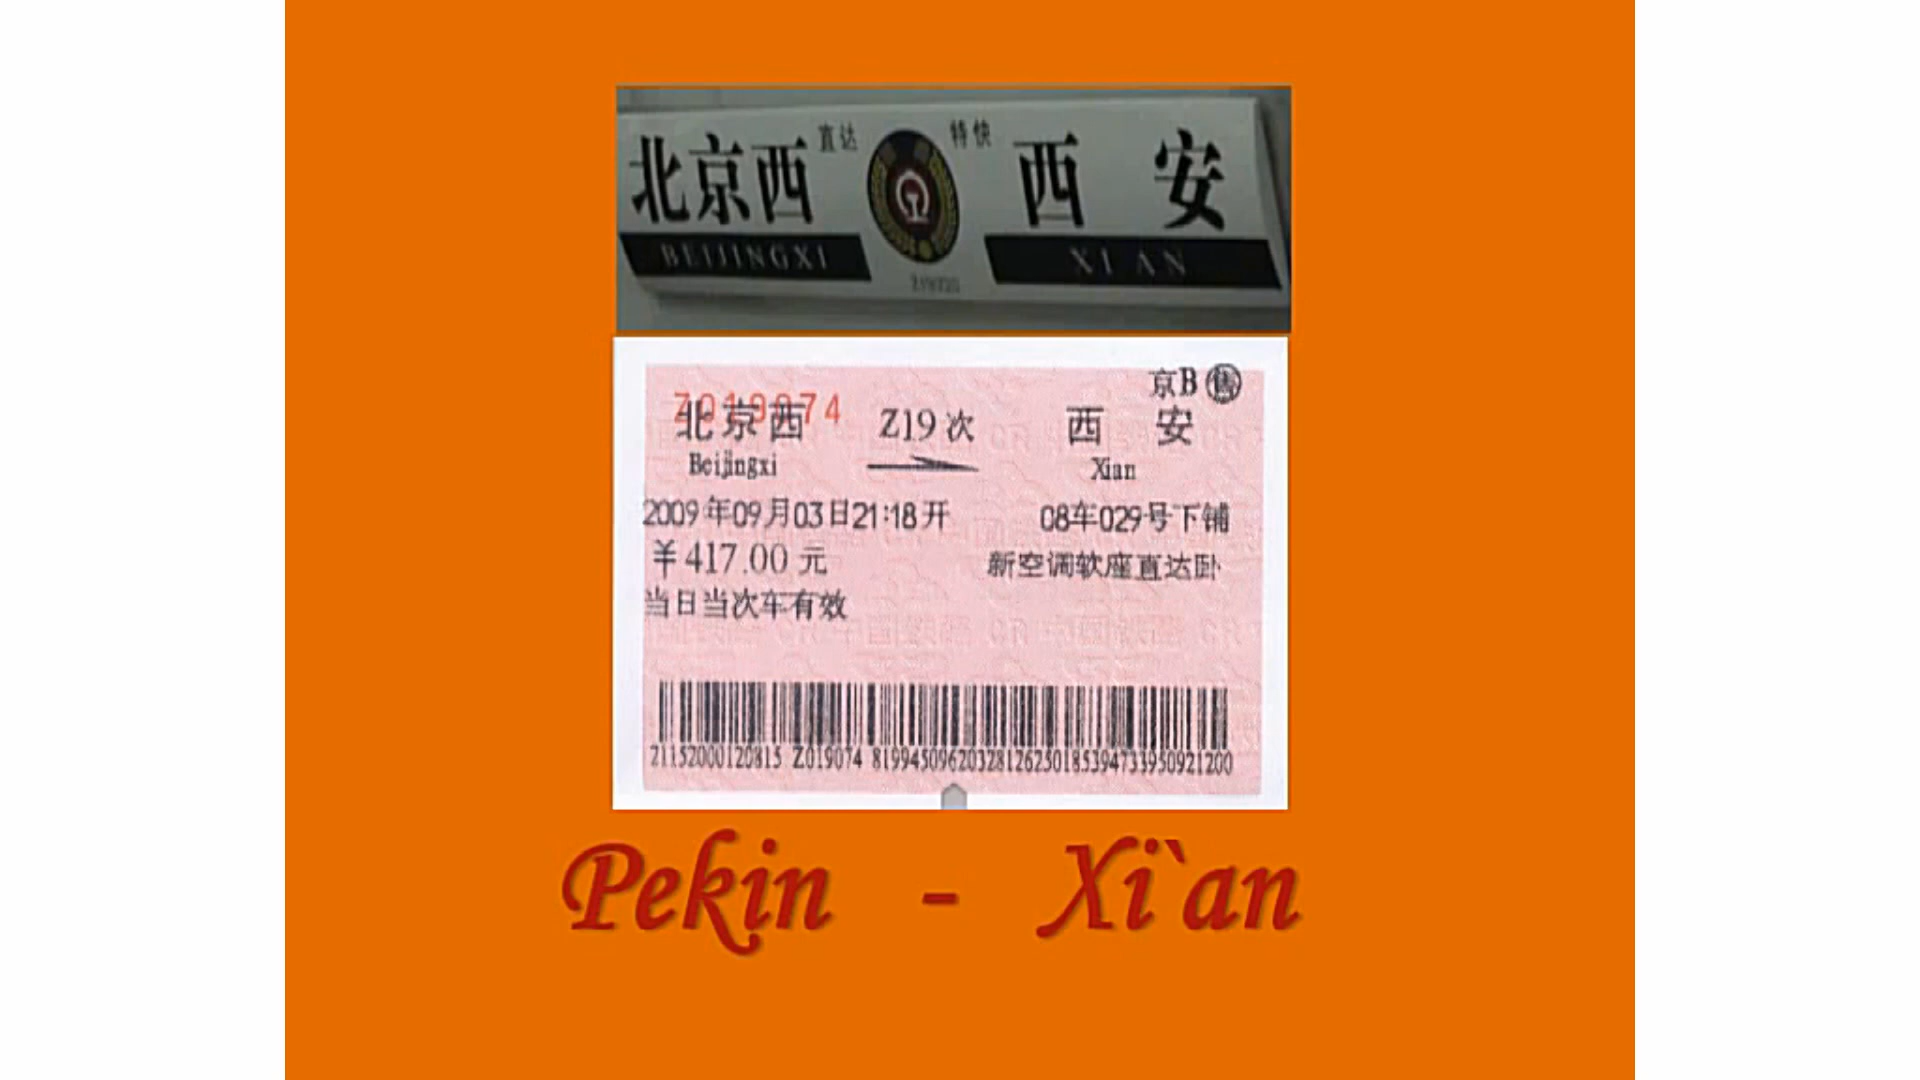 北京西 直达 特快 西 安
BEIJINGXI XI AN
京B 售
Z019074
北京西 Z19次 西 安
Beijingxi Xian
2009年09月03日21:18开 08车029号下铺
￥417.00元 新空调软座直达卧
当日当次车有效
21152000120815 Z019074 81994509620328126250185394733950921200
Pekin - Xi`an